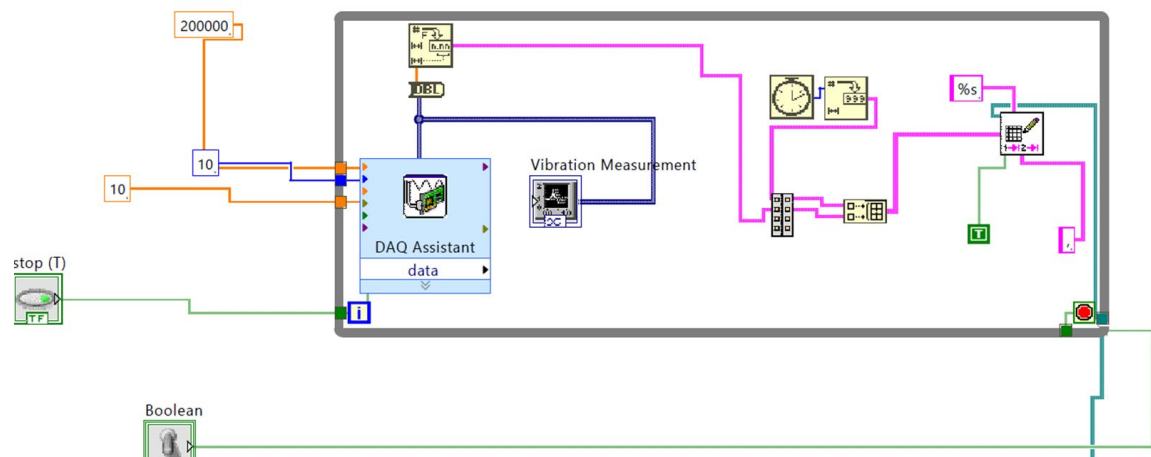 200000
DBL
%s
10
Vibration Measurement
10
DAQ Assistant
T
,
data
stop (T)
TF
i
Boolean